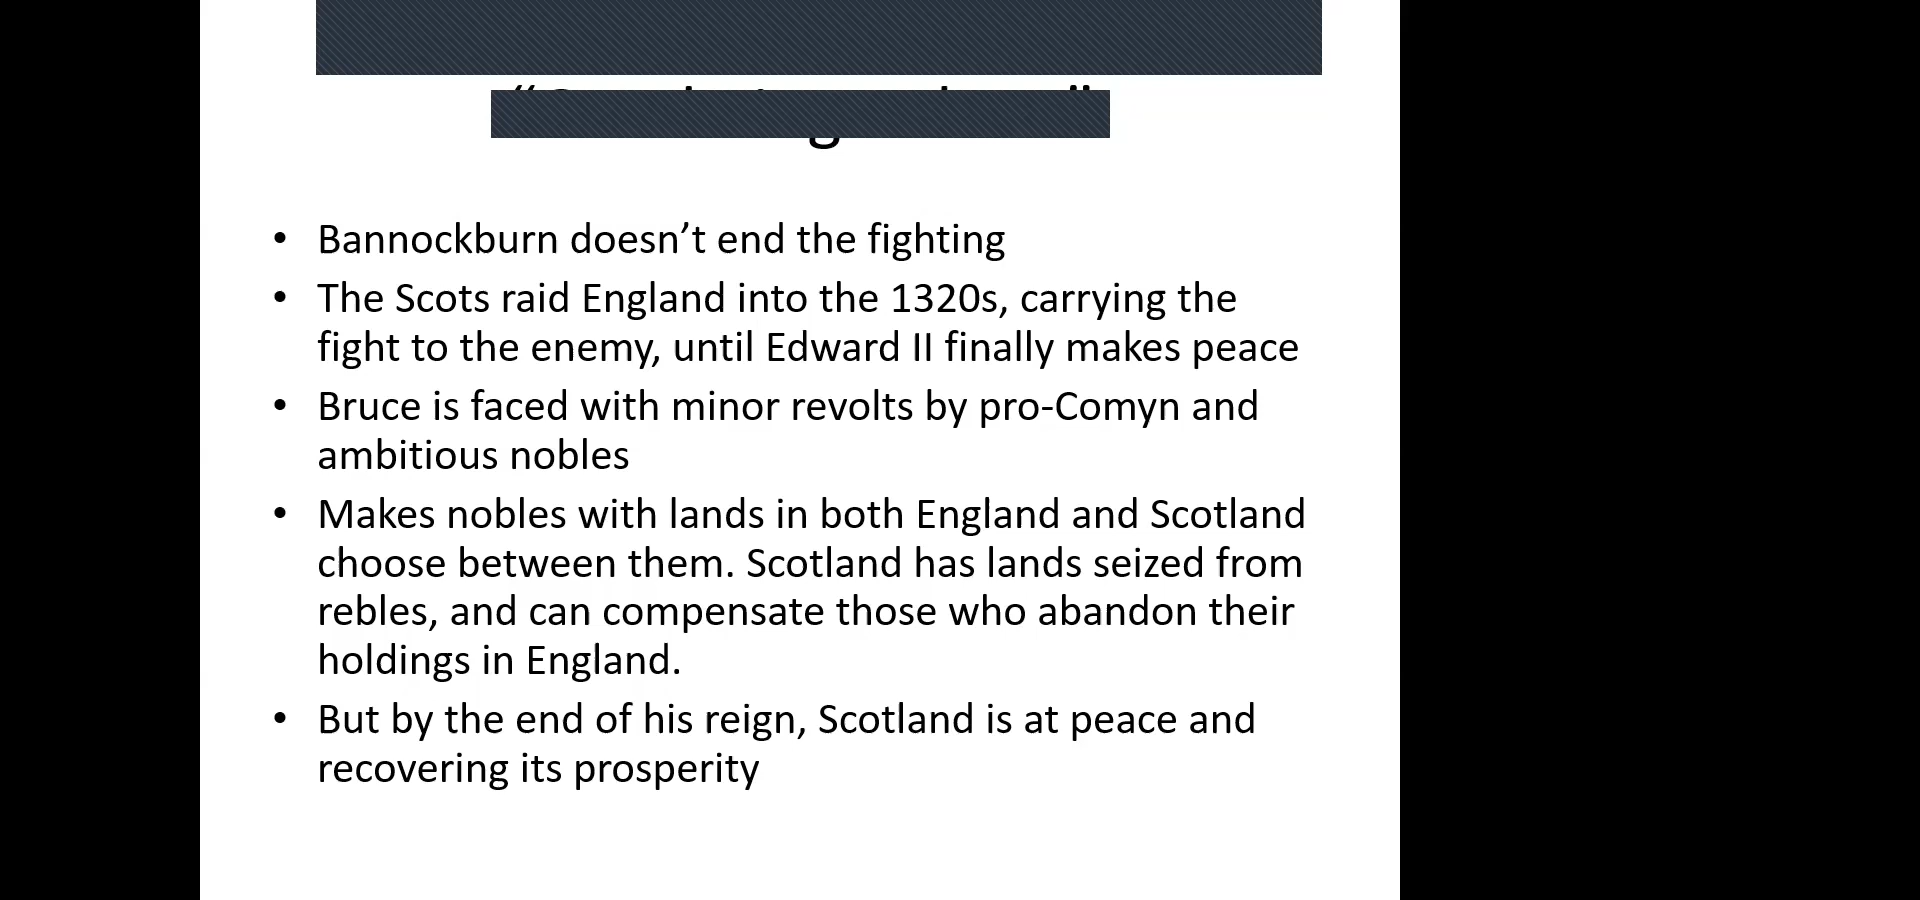 • Bannockburn doesn’t end the fighting
• The Scots raid England into the 1320s, carrying the
fight to the enemy, until Edward II finally makes peace
• Bruce is faced with minor revolts by pro-Comyn and
ambitious nobles
• Makes nobles with lands in both England and Scotland
choose between them. Scotland has lands seized from
rebles, and can compensate those who abandon their
holdings in England.
• But by the end of his reign, Scotland is at peace and
recovering its prosperity